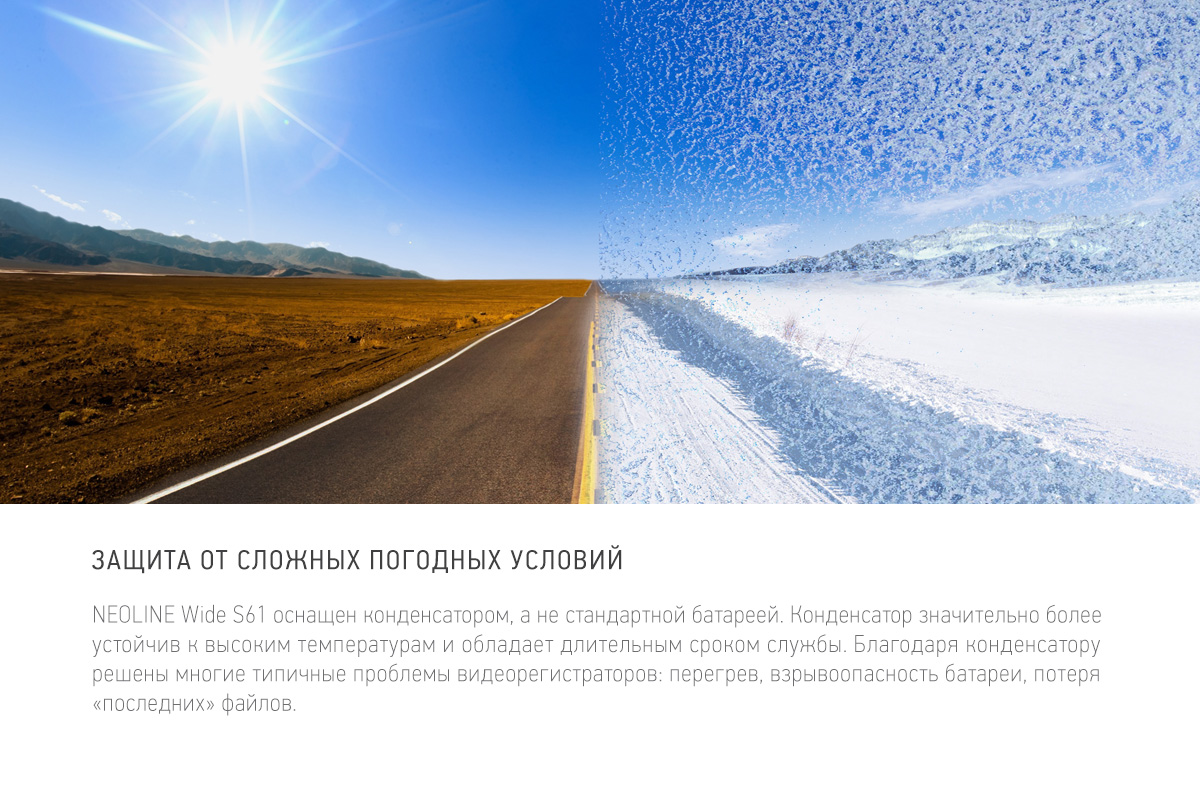 ЗАЩИТА ОТ СЛОЖНЫХ ПОГОДНЫХ УСЛОВИЙ
NEOLINE Wide S61 оснащен конденсатором, а не стандартной батареей. Конденсатор значительно более
устойчив к высоким температурам и обладает длительным сроком службы. Благодаря конденсатору
решены многие типичные проблемы видеорегистраторов: перегрев, взрывоопасность батареи, потеря
«последних» файлов.